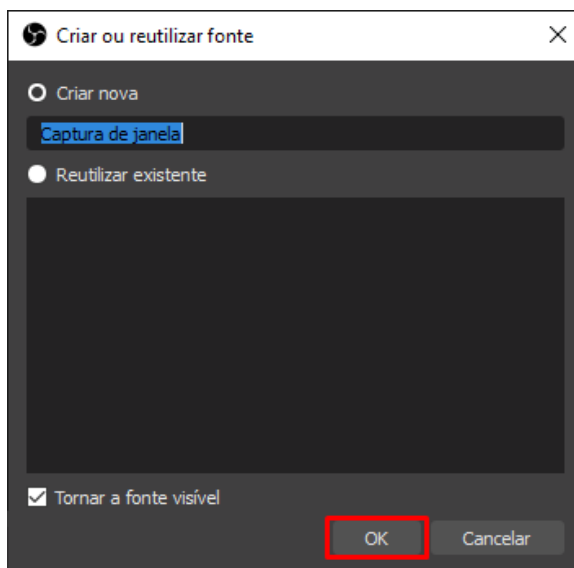 Criar ou reutilizar fonte
Criar nova
Captura de janela
Reutilizar existente
Tornar a fonte visível
OK Cancelar